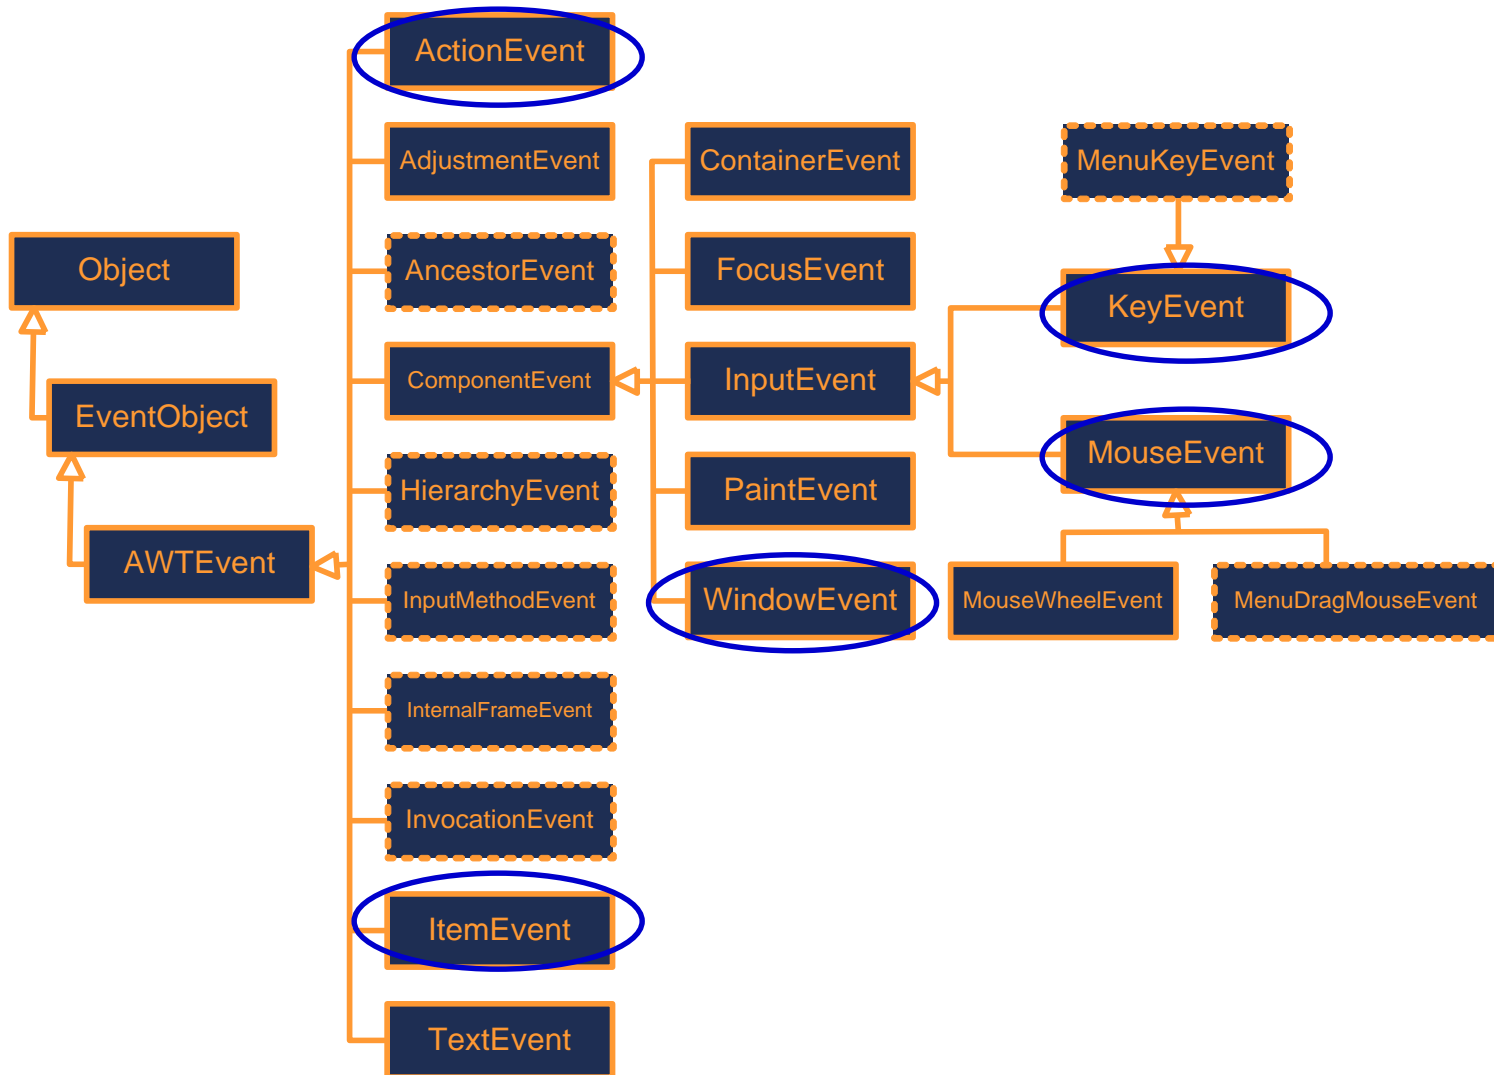 ActionEvent
AdjustmentEvent
ContainerEvent
MenuKeyEvent
Object
AncestorEvent
FocusEvent
KeyEvent
ComponentEvent
InputEvent
EventObject
MouseEvent
HierarchyEvent
PaintEvent
AWTEvent
InputMethodEvent
WindowEvent
MouseWheelEvent
MenuDragMouseEvent
InternalFrameEvent
InvocationEvent
ItemEvent
TextEvent